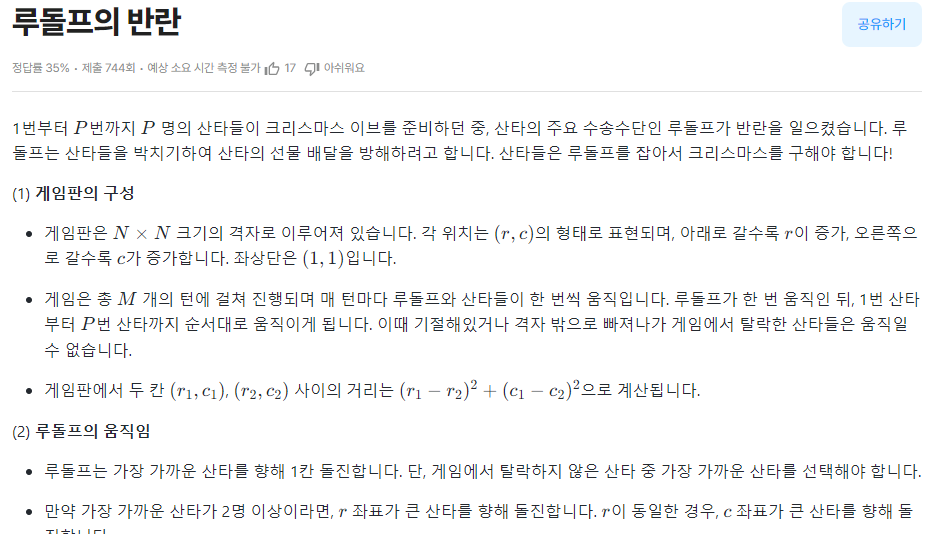 루돌프의 반란
공유하기
정답률 35% • 제출 744회 • 예상 소요 시간 측정 불가 17 아쉬워요
1번부터 P번까지 P 명의 산타들이 크리스마스 이브를 준비하던 중, 산타의 주요 수송수단인 루돌프가 반란을 일으켰습니다. 루
돌프는 산타들을 박치기하여 산타의 선물 배달을 방해하려고 합니다. 산타들은 루돌프를 잡아서 크리스마스를 구해야 합니다!
(1) 게임판의 구성
• 게임판은 N × N 크기의 격자로 이루어져 있습니다. 각 위치는 (r, c)의 형태로 표현되며, 아래로 갈수록 r이 증가, 오른쪽으
로 갈수록 c가 증가합니다. 좌상단은 (1, 1)입니다.
• 게임은 총 M 개의 턴에 걸쳐 진행되며 매 턴마다 루돌프와 산타들이 한 번씩 움직입니다. 루돌프가 한 번 움직인 뒤, 1번 산타
부터 P번 산타까지 순서대로 움직이게 됩니다. 이때 기절해있거나 격자 밖으로 빠져나가 게임에서 탈락한 산타들은 움직일
수 없습니다.
• 게임판에서 두 칸 (r₁, c₁), (r₂, c₂) 사이의 거리는 (r₁ − r₂)² + (c₁ − c₂)²으로 계산됩니다.
(2) 루돌프의 움직임
• 루돌프는 가장 가까운 산타를 향해 1칸 돌진합니다. 단, 게임에서 탈락하지 않은 산타 중 가장 가까운 산타를 선택해야 합니다.
• 만약 가장 가까운 산타가 2명 이상이라면, r 좌표가 큰 산타를 향해 돌진합니다. r이 동일한 경우, c 좌표가 큰 산타를 향해 돌